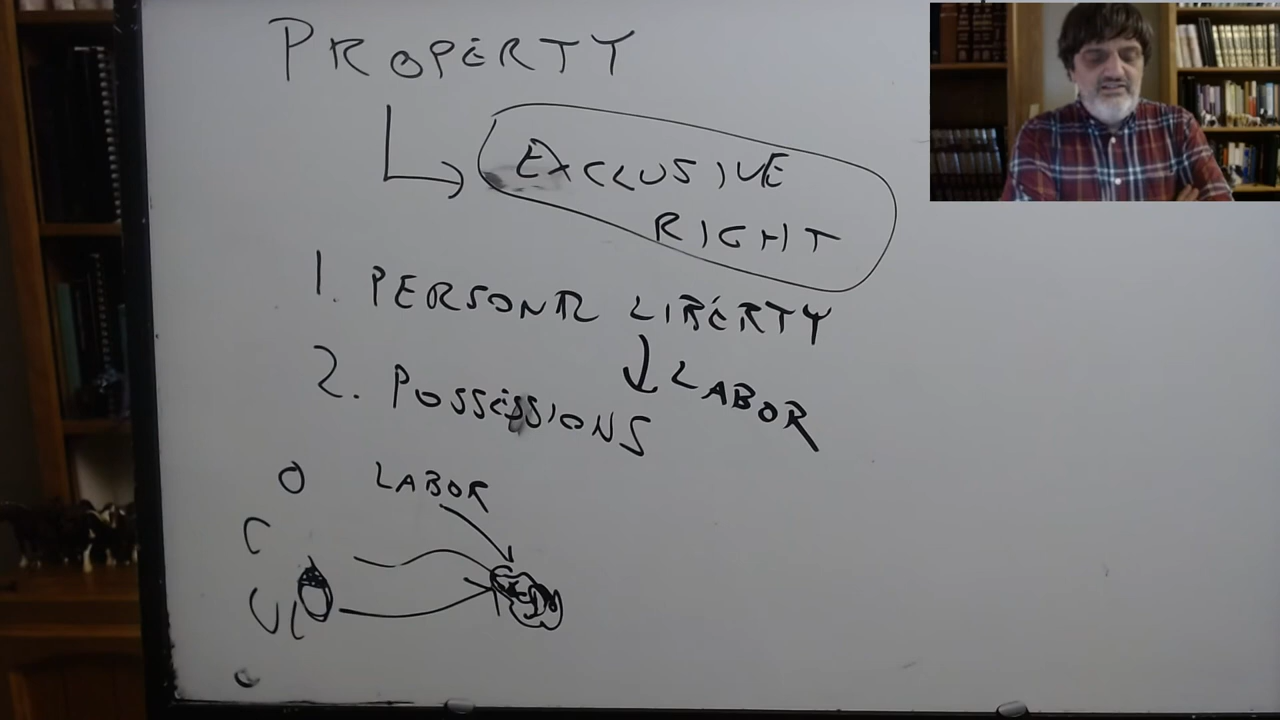 PROPERTY
EXCLUSIVE
RIGHT
1. PERSONAL LIBERTY
LABOR
2. POSSESSIONS
LABOR